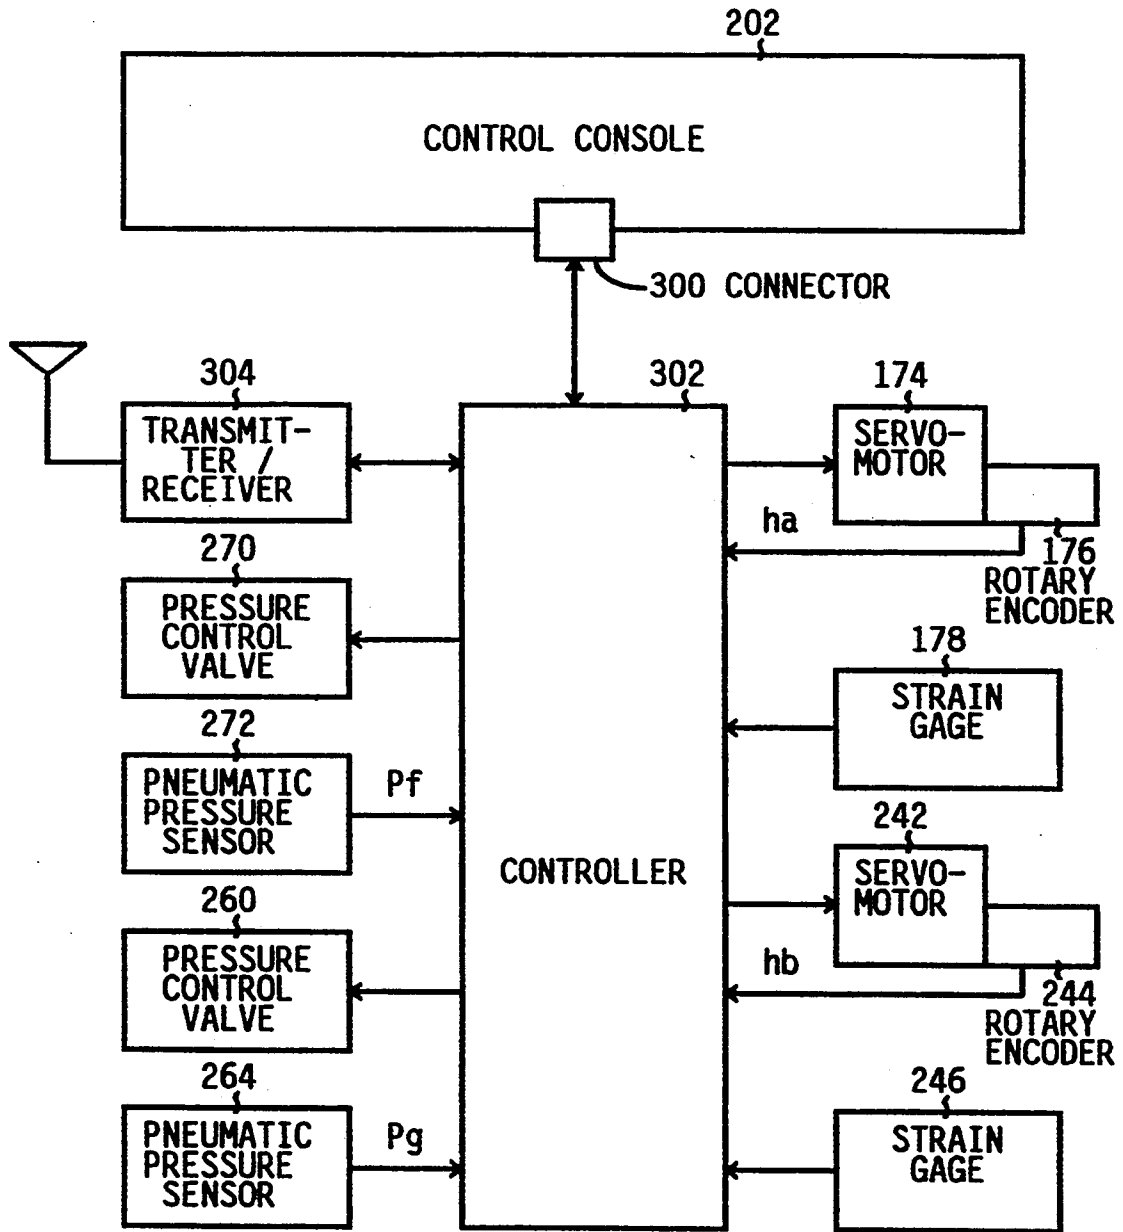 202
CONTROL CONSOLE
300 CONNECTOR
304
TRANSMIT-
TER /
RECEIVER
302
CONTROLLER
174
SERVO-
MOTOR
ha
176
ROTARY
ENCODER
270
PRESSURE
CONTROL
VALVE
178
STRAIN
GAGE
272
PNEUMATIC
PRESSURE
SENSOR
Pf
242
SERVO-
MOTOR
hb
244
ROTARY
ENCODER
260
PRESSURE
CONTROL
VALVE
264
PNEUMATIC
PRESSURE
SENSOR
Pg
246
STRAIN
GAGE